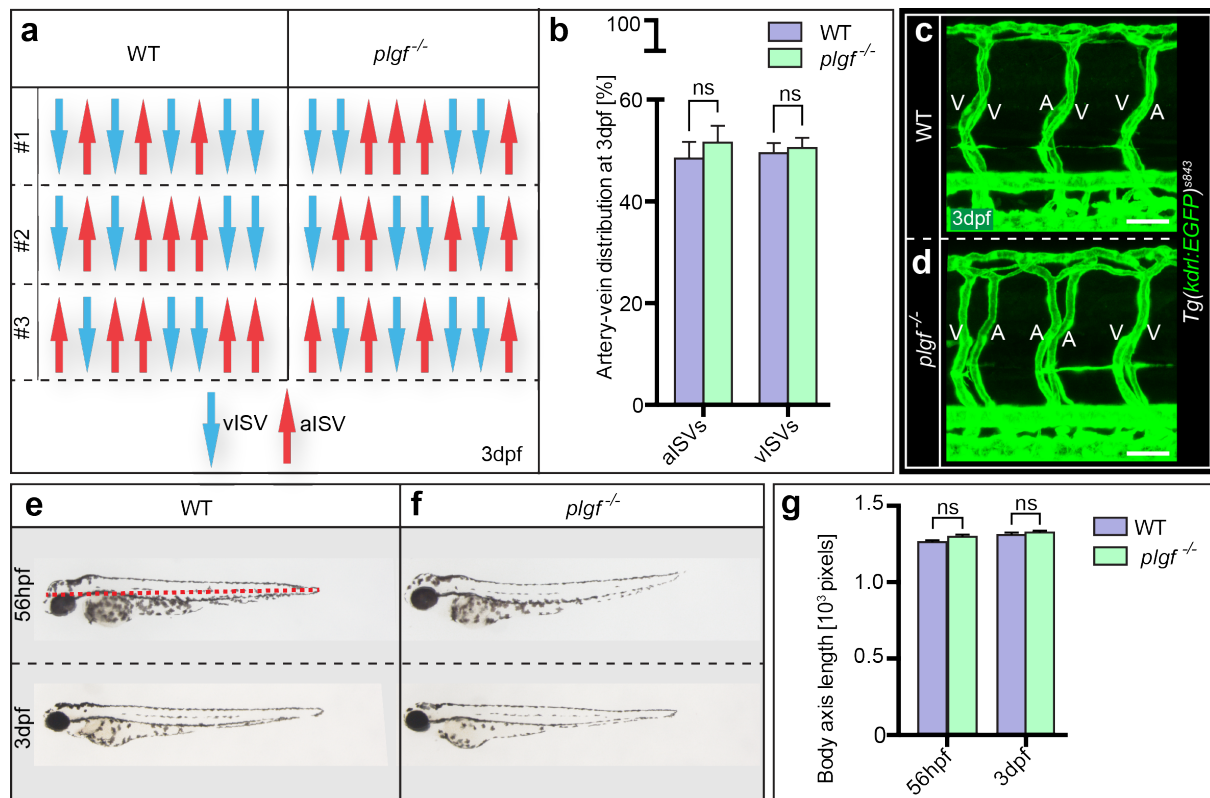 a
WT
plgf -/-
#1
#2
#3
vISV
aISV
3dpf
b
Artery-vein distribution at 3dpf [%]
100
60
40
20
0
WT
plgf -/-
ns
ns
aISVs
vISVs
c
WT
V
V
A
V
V
A
3dpf
d
plgf -/-
V
A
A
A
V
V
Tg(kdrl:EGFP)s843
e
WT
f
plgf -/-
56hpf
3dpf
g
Body axis length [10³ pixels]
1.5
1.0
0.5
0
ns
ns
WT
plgf -/-
56hpf
3dpf